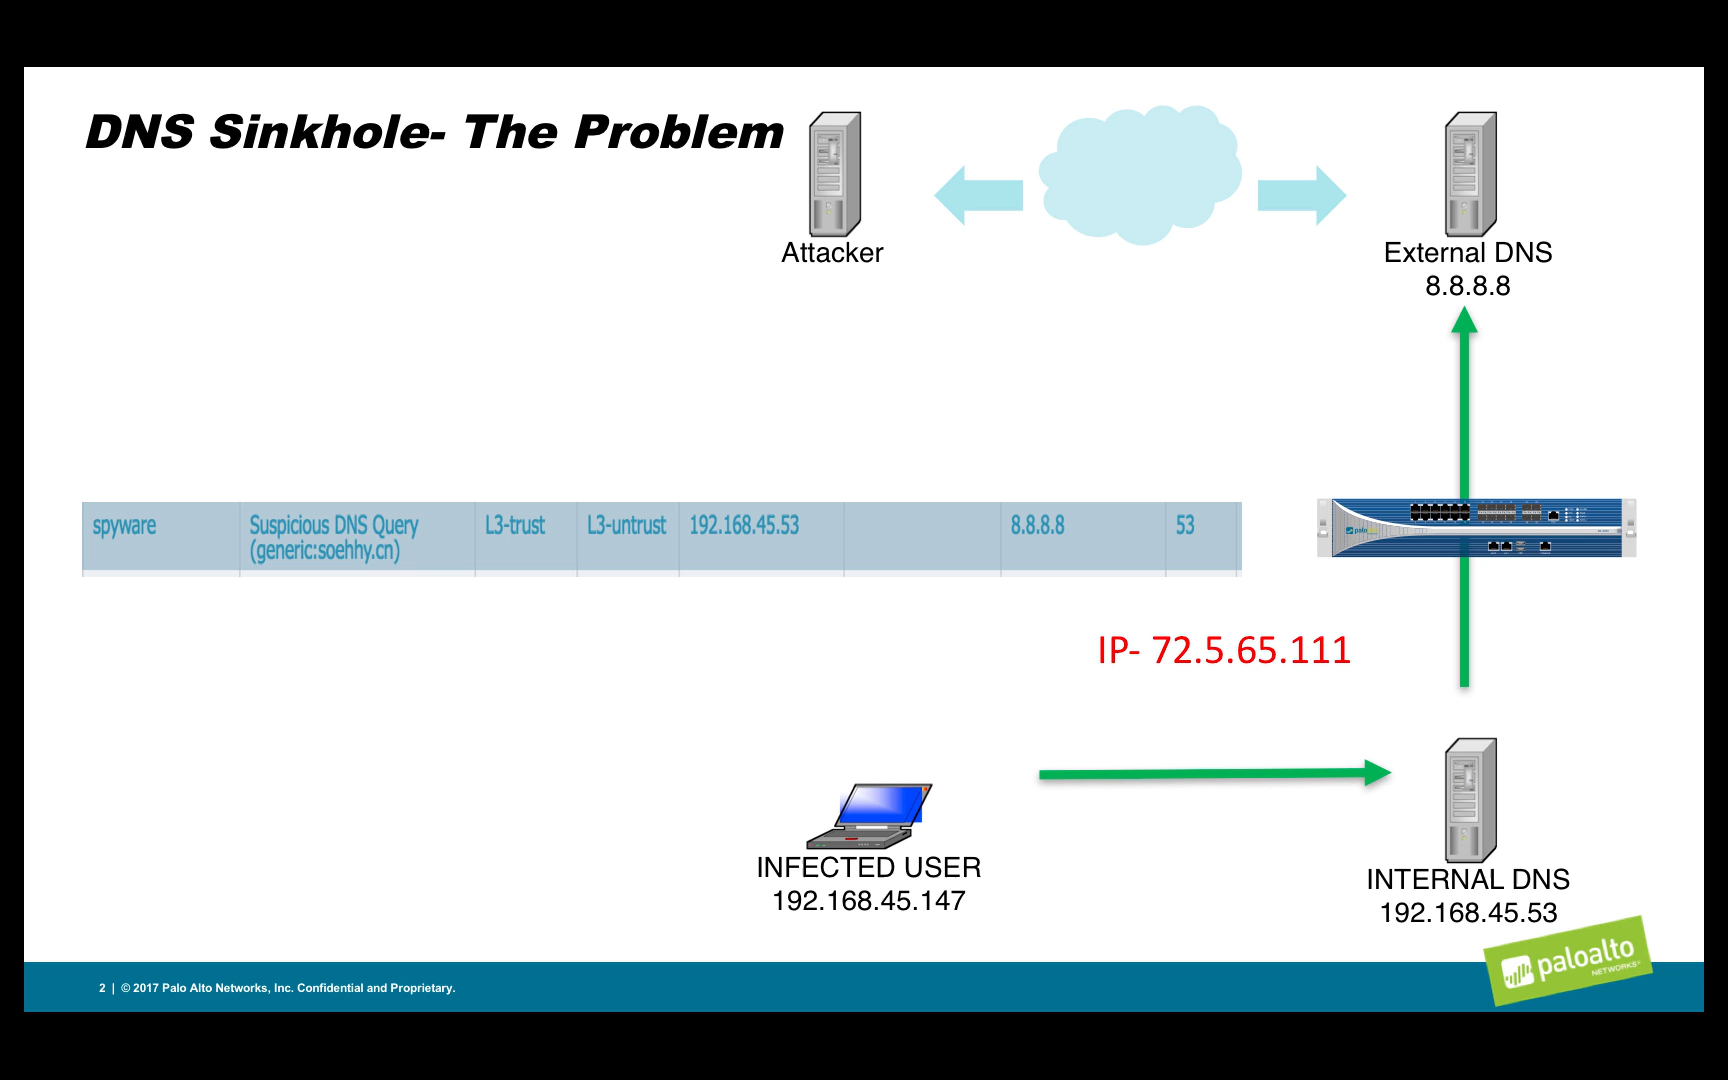 DNS Sinkhole- The Problem
Attacker
External DNS
8.8.8.8
spyware
Suspicious DNS Query
(generic:soehhy.cn)
L3-trust
L3-untrust
192.168.45.53
8.8.8.8
53
paloalto
IP- 72.5.65.111
INFECTED USER
192.168.45.147
INTERNAL DNS
192.168.45.53
2 | © 2017 Palo Alto Networks, Inc. Confidential and Proprietary.
paloalto
NETWORKS